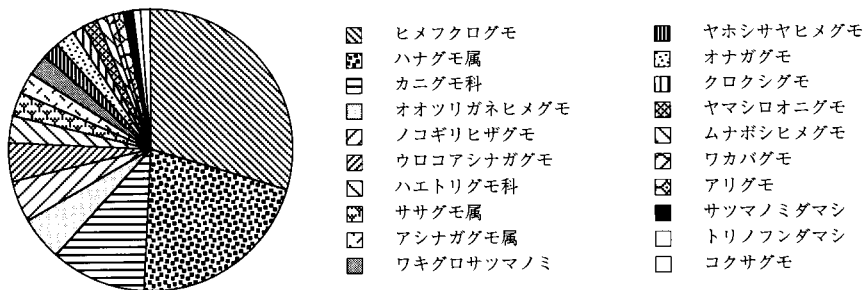 ヒメフクログモ
ハナグモ属
カニグモ科
オオツリガネヒメグモ
ノコギリヒザグモ
ウロコアシナガグモ
ハエトリグモ科
ササグモ属
アシナガグモ属
ワキグロサツマノミ
ヤホシサヤヒメグモ
オナガグモ
クロクシグモ
ヤマシロオニグモ
ムナボシヒメグモ
ワカバグモ
アリグモ
サツマノミダマシ
トリノフンダマシ
コクサグモ